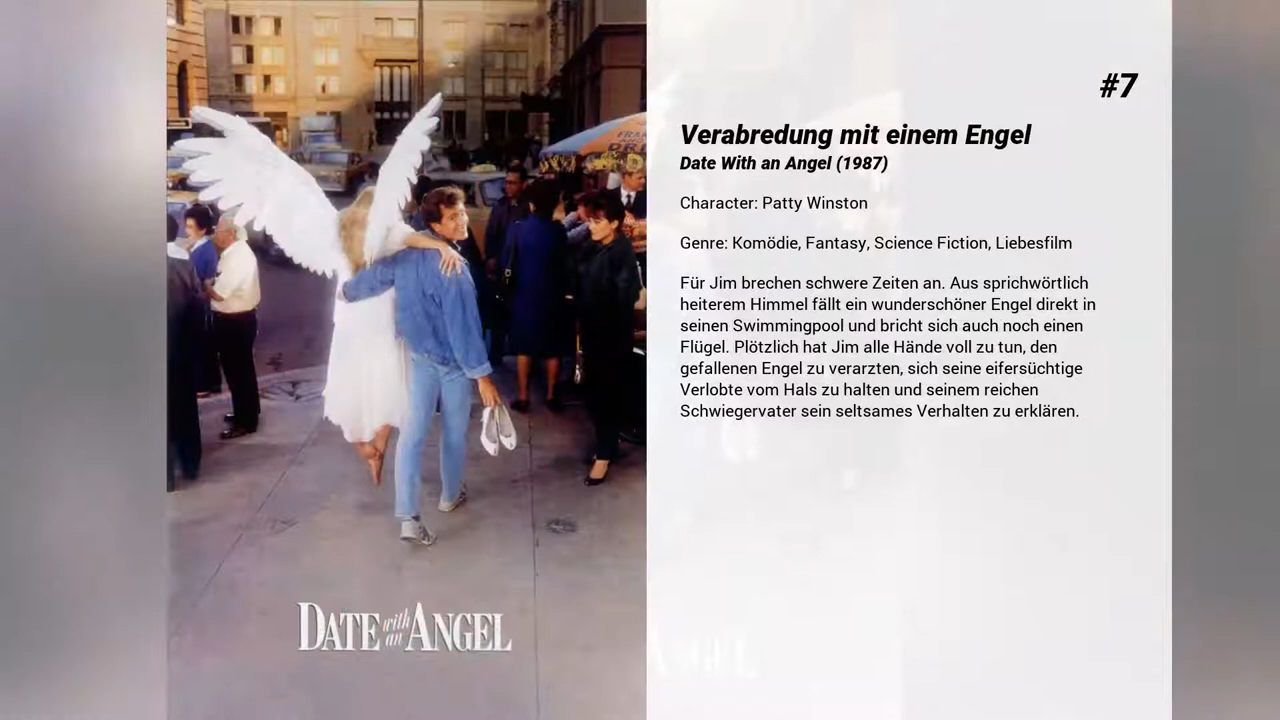 #7
Verabredung mit einem Engel
Date With an Angel (1987)
Character: Patty Winston
Genre: Komödie, Fantasy, Science Fiction, Liebesfilm
Für Jim brechen schwere Zeiten an. Aus sprichwörtlich
heiterem Himmel fällt ein wunderschöner Engel direkt in
seinen Swimmingpool und bricht sich auch noch einen
Flügel. Plötzlich hat Jim alle Hände voll zu tun, den
gefallenen Engel zu verarzten, sich seine eifersüchtige
Verlobte vom Hals zu halten und seinem reichen
Schwiegervater sein seltsames Verhalten zu erklären.
DATE with an ANGEL